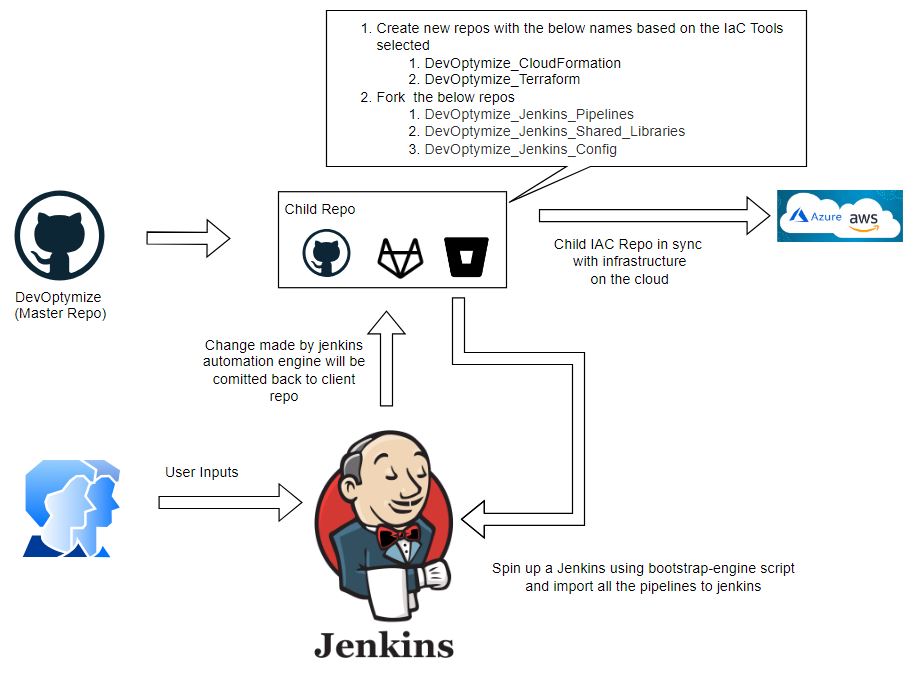 1. Create new repos with the below names based on the IaC Tools
selected
1. DevOptymize_CloudFormation
2. DevOptymize_Terraform
2. Fork the below repos
1. DevOptymize_Jenkins_Pipelines
2. DevOptymize_Jenkins_Shared_Libraries
3. DevOptymize_Jenkins_Config
Child Repo
Azure
aws
DevOptymize
(Master Repo)
Child IAC Repo in sync
with infrastructure
on the cloud
Change made by jenkins
automation engine will be
comitted back to client
repo
User Inputs
Spin up a Jenkins using bootstrap-engine script
and import all the pipelines to jenkins
Jenkins